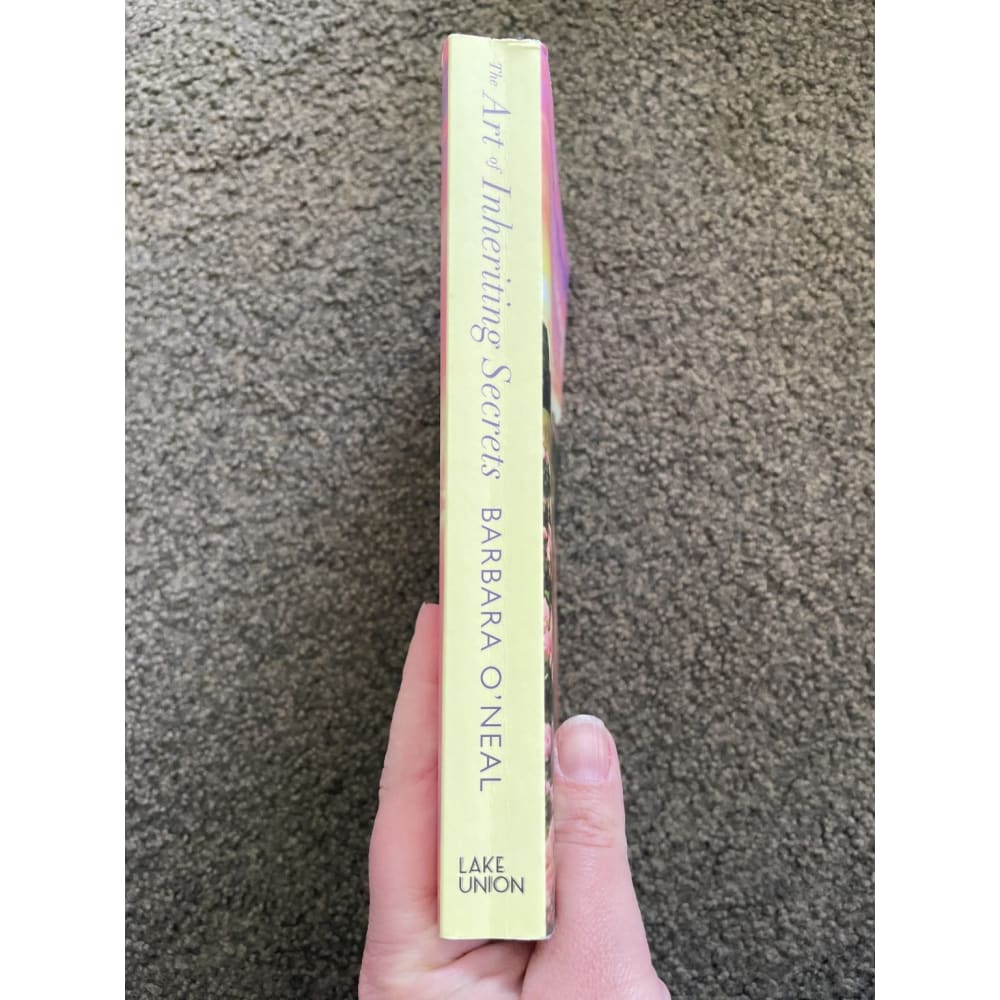 The Art of Inheriting Secrets BARBARA O'NEAL
LAKE
UNION